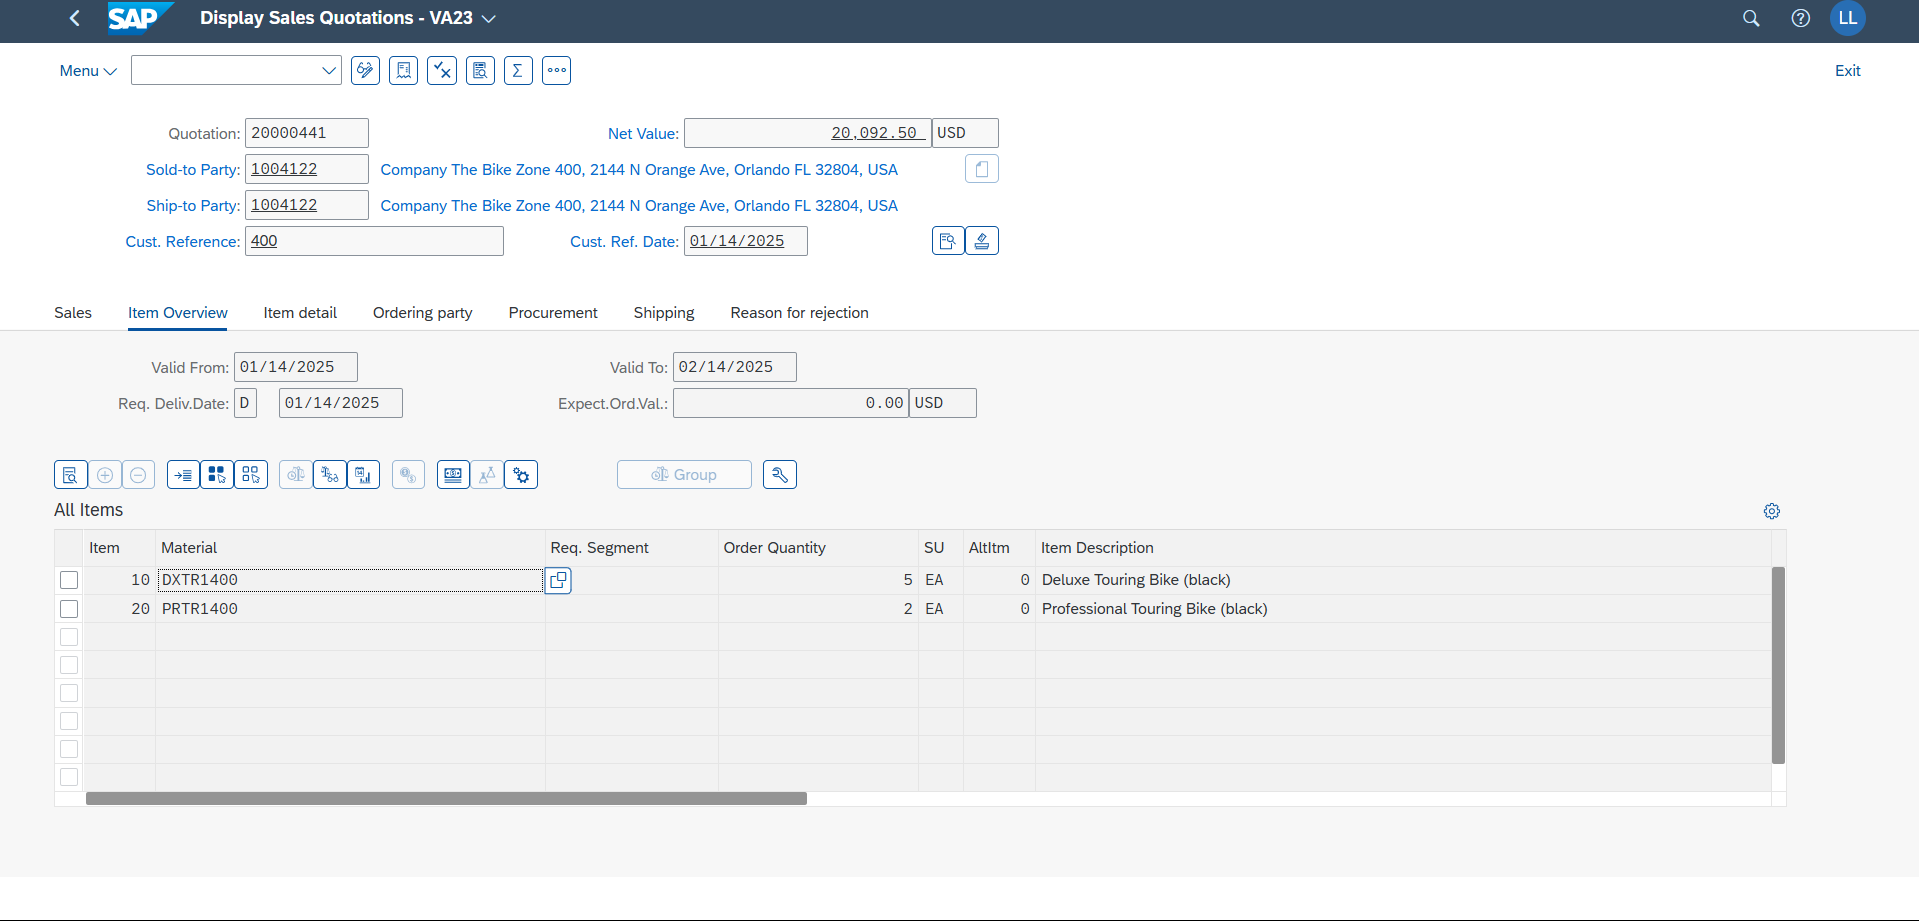 SAP Display Sales Quotations - VA23 LL
Menu Exit
Quotation: 20000441 Net Value: 20,092.50 USD
Sold-to Party: 1004122 Company The Bike Zone 400, 2144 N Orange Ave, Orlando FL 32804, USA
Ship-to Party: 1004122 Company The Bike Zone 400, 2144 N Orange Ave, Orlando FL 32804, USA
Cust. Reference: 400 Cust. Ref. Date: 01/14/2025
Sales Item Overview Item detail Ordering party Procurement Shipping Reason for rejection
Valid From: 01/14/2025 Valid To: 02/14/2025
Req. Deliv.Date: D 01/14/2025 Expect.Ord.Val.: 0.00 USD
Group
All Items
Item Material Req. Segment Order Quantity SU AltItm Item Description
10 DXTR1400 5 EA 0 Deluxe Touring Bike (black)
20 PRTR1400 2 EA 0 Professional Touring Bike (black)